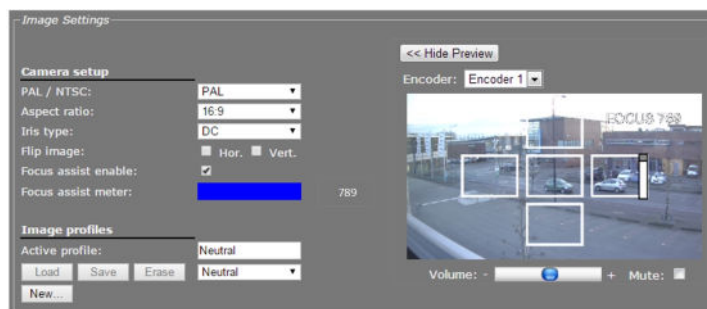 Image Settings
<< Hide Preview
Camera setup
Encoder: Encoder 1
PAL / NTSC: PAL
Aspect ratio: 16:9
FOCUS 789
Iris type: DC
Flip image: Hor. Vert.
Focus assist enable:
Focus assist meter: 789
Image profiles
Active profile: Neutral
Load Save Erase Neutral
Volume: - + Mute:
New...